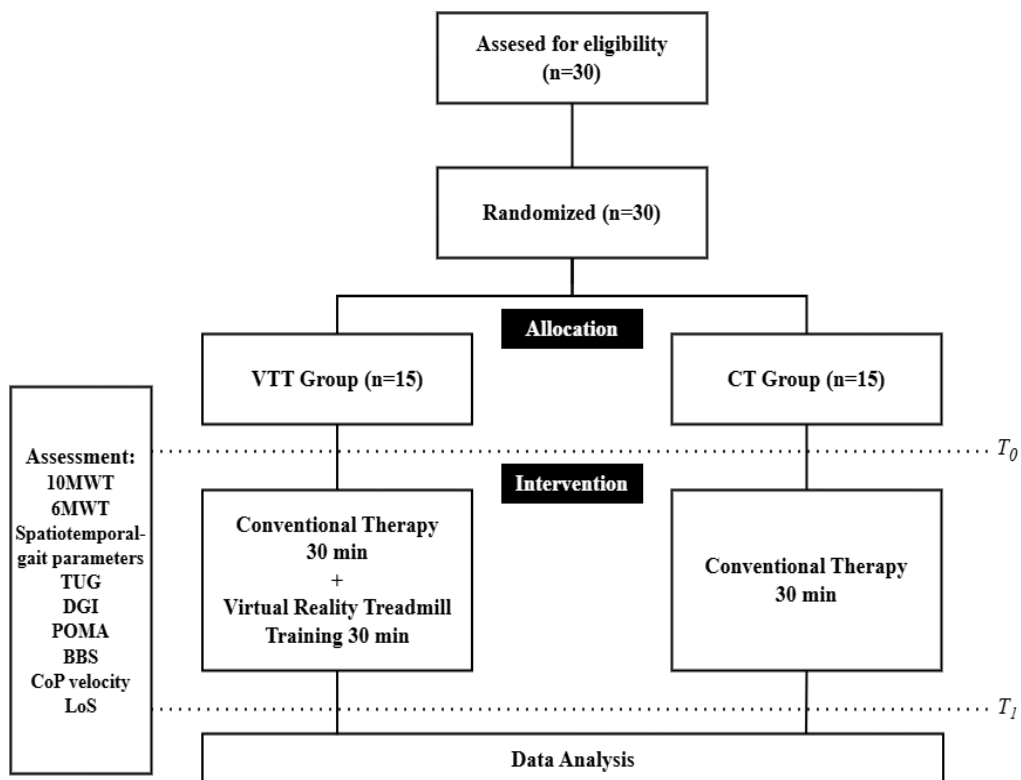 Assesed for eligibility
(n=30)
Randomized (n=30)
Allocation
VTT Group (n=15)
CT Group (n=15)
Assessment:
10MWT
6MWT
Spatiotemporal-
gait parameters
TUG
DGI
POMA
BBS
CoP velocity
LoS
T0
Intervention
Conventional Therapy
30 min
+
Virtual Reality Treadmill
Training 30 min
Conventional Therapy
30 min
T1
Data Analysis